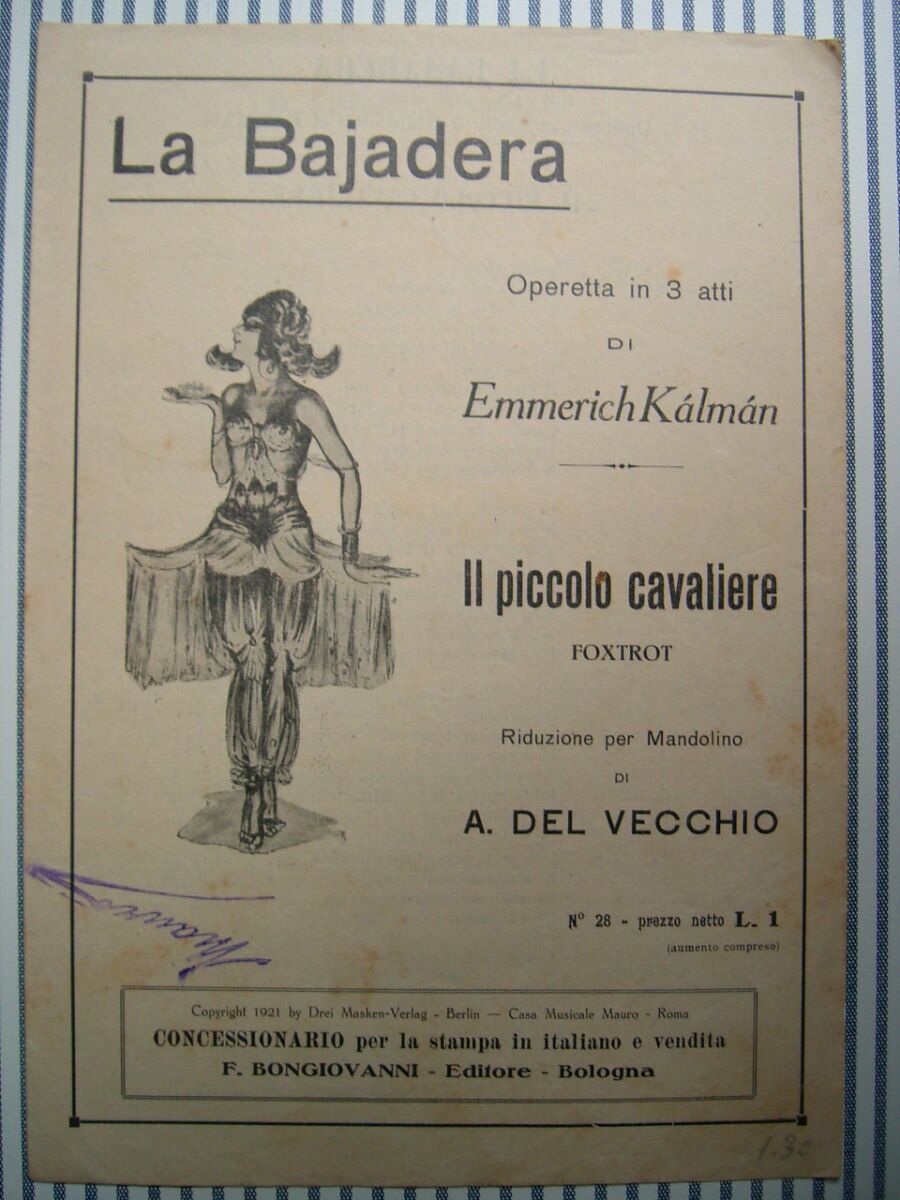 La Bajadera
Operetta in 3 atti
DI
Emmerich Kálmán
Il piccolo cavaliere
FOXTROT
Riduzione per Mandolino
DI
A. DEL VECCHIO
N° 28 - prezzo netto L. 1
(aumento compreso)
Copyright 1921 by Drei Masken-Verlag - Berlin — Casa Musicale Mauro - Roma
CONCESSIONARIO per la stampa in italiano e vendita
F. BONGIOVANNI - Editore - Bologna